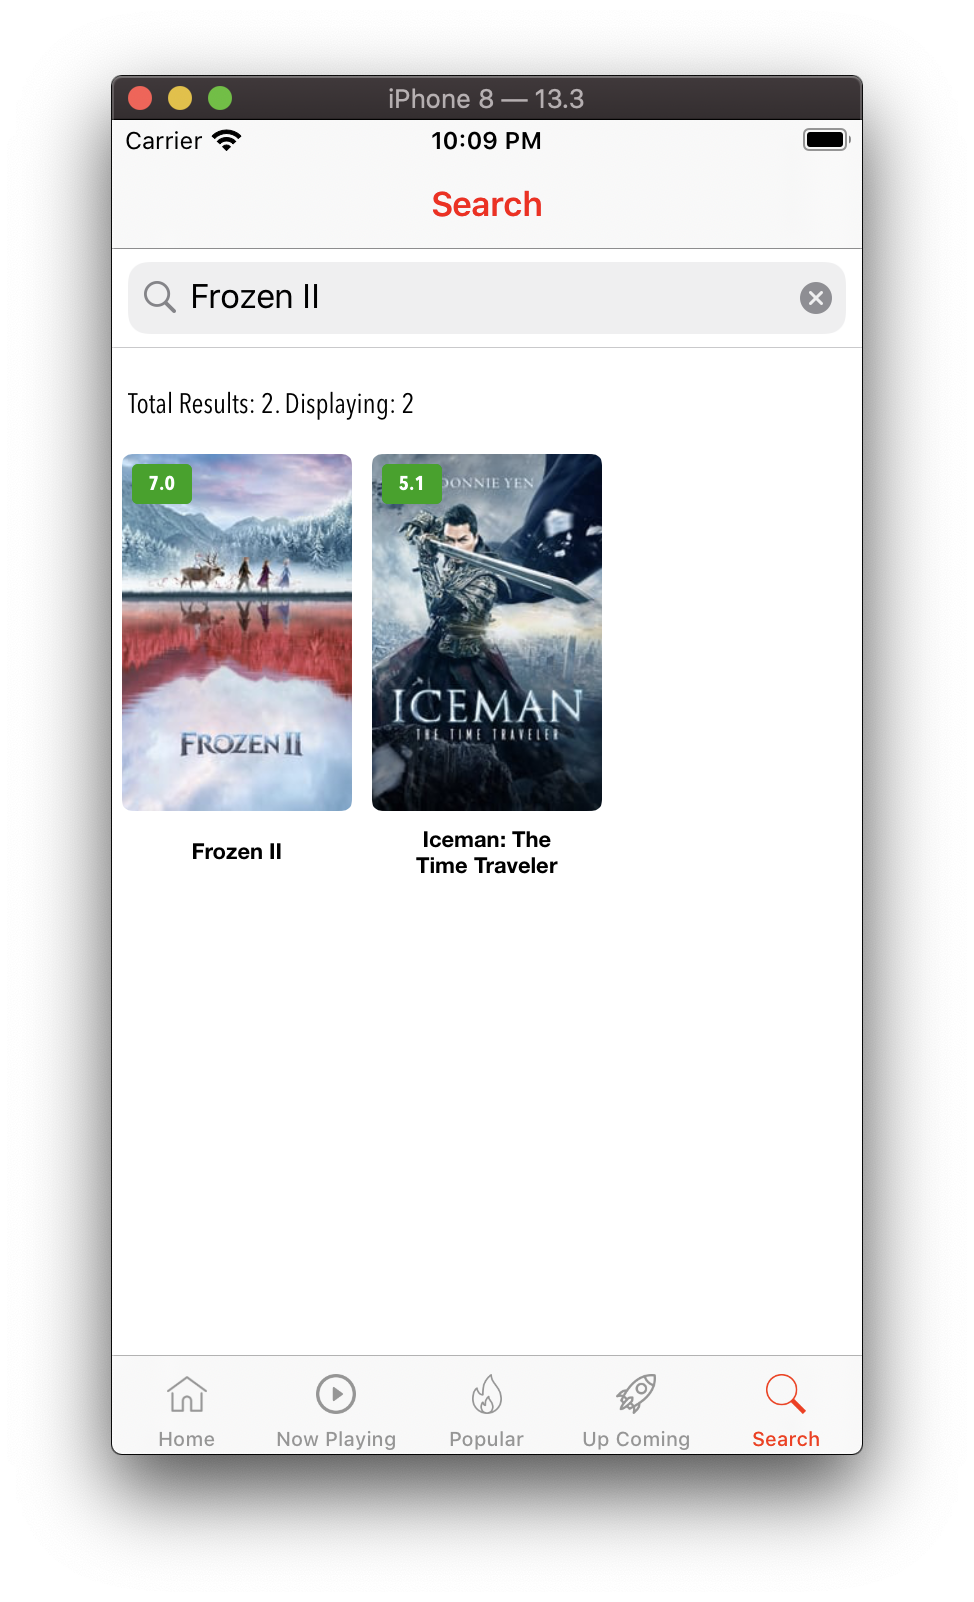 iPhone 8 — 13.3
Carrier 10:09 PM
Search
Frozen II
Total Results: 2. Displaying: 2
7.0
FROZEN II
5.1
DONNIE YEN
ICEMAN
THE TIME TRAVELER
Frozen II
Iceman: The
Time Traveler
Home Now Playing Popular Up Coming Search